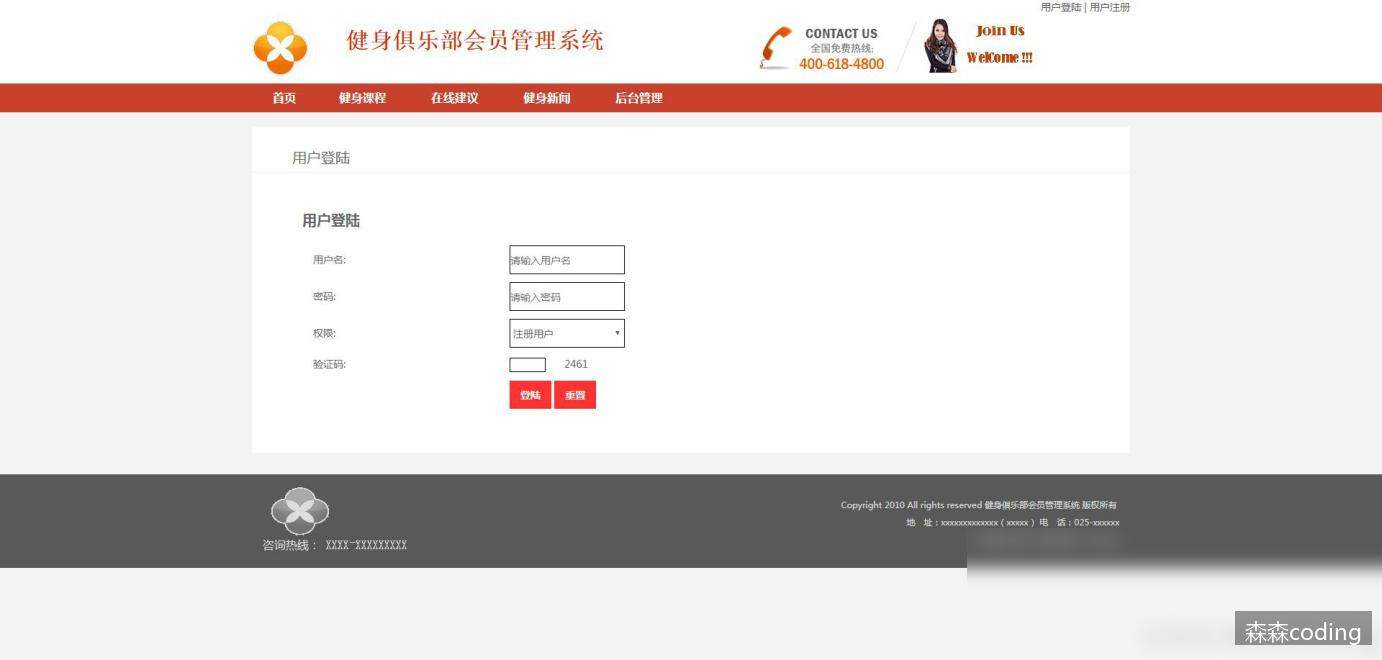 用户登陆 | 用户注册
健身俱乐部会员管理系统
CONTACT US
全国免费热线:
400-618-4800
Join Us
Welcome !!!
首页 健身课程 在线建议 健身新闻 后台管理
用户登陆
用户登陆
用户名: 请输入用户名
密码: 请输入密码
权限: 注册用户
验证码: 2461
登陆 重置
Copyright 2010 All rights reserved 健身俱乐部会员管理系统 版权所有
地 址：xxxxxxxxxxxxx ( xxxxx ) 电 话：025-xxxxxx
咨询热线： XXXX-XXXXXXXXX
森森coding